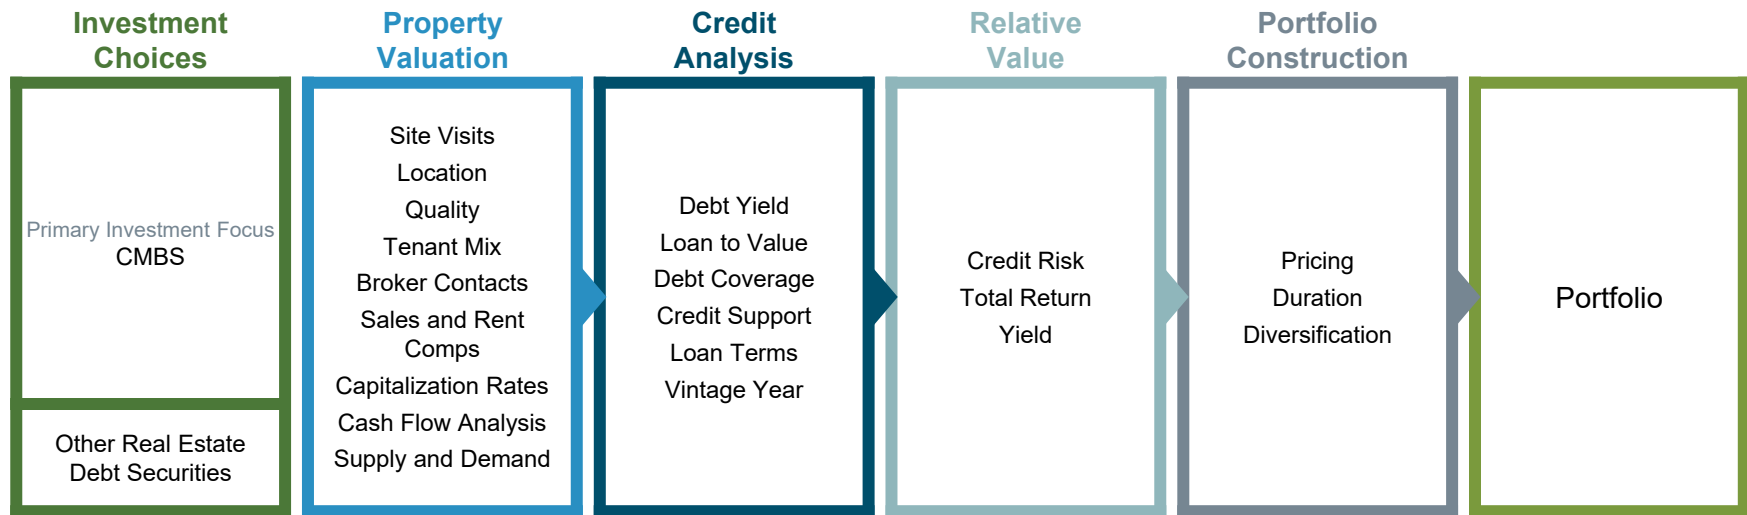 Investment
Choices
Property
Valuation
Credit
Analysis
Relative
Value
Portfolio
Construction
Primary Investment Focus
CMBS
Other Real Estate
Debt Securities
Site Visits
Location
Quality
Tenant Mix
Broker Contacts
Sales and Rent
Comps
Capitalization Rates
Cash Flow Analysis
Supply and Demand
Debt Yield
Loan to Value
Debt Coverage
Credit Support
Loan Terms
Vintage Year
Credit Risk
Total Return
Yield
Pricing
Duration
Diversification
Portfolio